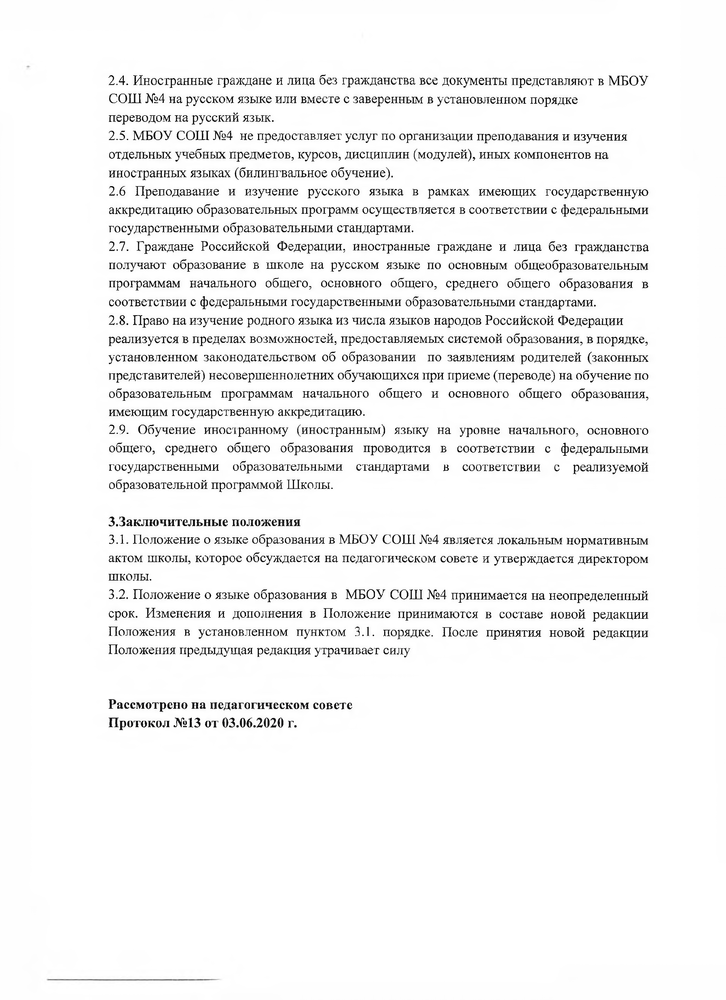 2.4. Иностранные граждане и лица без гражданства все документы представляют в МБОУ
СОШ №4 на русском языке или вместе с заверенным в установленном порядке
переводом на русский язык.
2.5. МБОУ СОШ №4  не предоставляет услуг по организации преподавания и изучения
отдельных учебных предметов, курсов, дисциплин (модулей), иных компонентов на
иностранных языках (билингвальное обучение).
2.6 Преподавание и изучение русского языка в рамках имеющих государственную
аккредитацию образовательных программ осуществляется в соответствии с федеральными
государственными образовательными стандартами.
2.7. Граждане Российской Федерации, иностранные граждане и лица без гражданства
получают образование в школе на русском языке по основным общеобразовательным
программам начального общего, основного общего, среднего общего образования в
соответствии с федеральными государственными образовательными стандартами.
2.8. Право на изучение родного языка из числа языков народов Российской Федерации
реализуется в пределах возможностей, предоставляемых системой образования, в порядке,
установленном законодательством об образовании  по заявлениям родителей (законных
представителей) несовершеннолетних обучающихся при приеме (переводе) на обучение по
образовательным программам начального общего и основного общего образования,
имеющим государственную аккредитацию.
2.9. Обучение иностранному (иностранным) языку на уровне начального, основного
общего, среднего общего образования проводится в соответствии с федеральными
государственными образовательными стандартами в соответствии с реализуемой
образовательной программой Школы.
3.Заключительные положения
3.1. Положение о языке образования в МБОУ СОШ №4 является локальным нормативным
актом школы, которое обсуждается на педагогическом совете и утверждается директором
школы.
3.2. Положение о языке образования в  МБОУ СОШ №4 принимается на неопределенный
срок. Изменения и дополнения в Положение принимаются в составе новой редакции
Положения в установленном пунктом 3.1. порядке. После принятия новой редакции
Положения предыдущая редакция утрачивает силу
Рассмотрено на педагогическом совете
Протокол №13 от 03.06.2020 г.